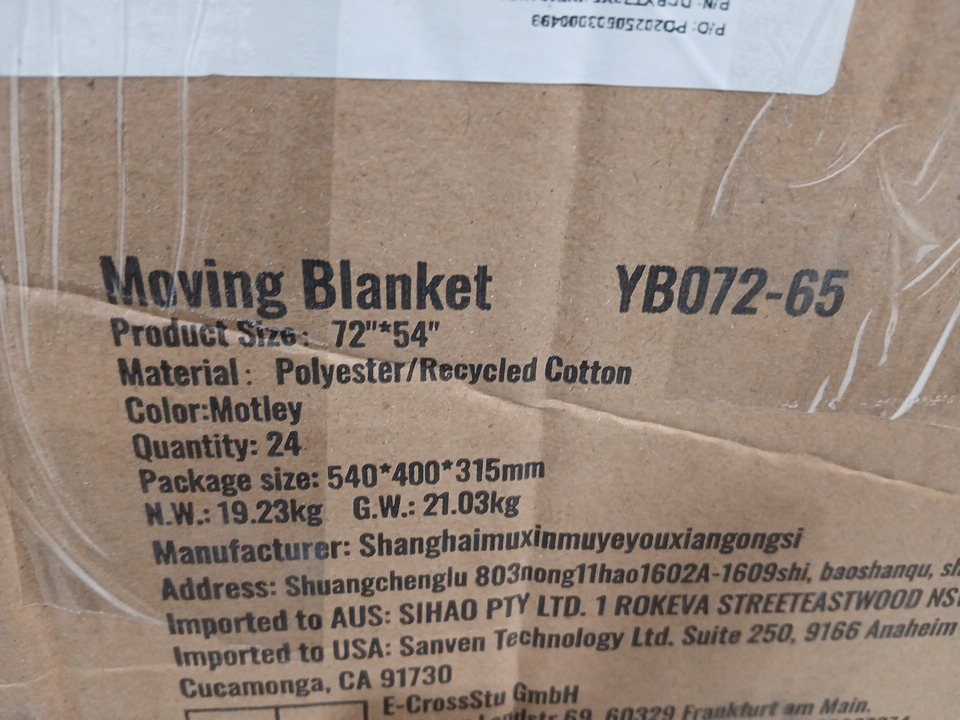 P/O: PO20250603000493
Moving Blanket YB072-65
Product Size: 72"*54"
Material: Polyester/Recycled Cotton
Color:Motley
Quantity: 24
Package size: 540*400*315mm
N.W.: 19.23kg G.W.: 21.03kg
Manufacturer: Shanghaimuxinmuyeyouxiangongsi
Address: Shuangchenglu 803nong11hao1602A-1609shi, baoshanqu,
Imported to AUS: SIHAO PTY LTD. 1 ROKEVA STREETEASTWOOD
Imported to USA: Sanven Technology Ltd. Suite 250, 9166 Anaheim
Cucamonga, CA 91730
E-CrossStu GmbH
69, 60329 Frankfurt am Main.